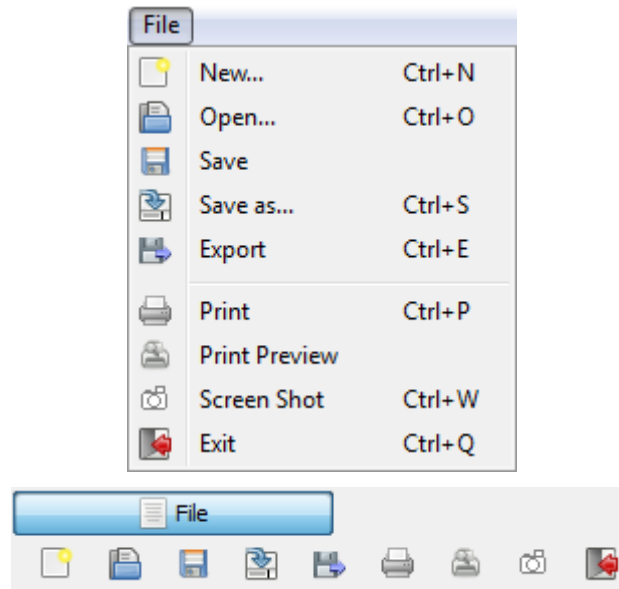 File
New... Ctrl+N
Open... Ctrl+O
Save
Save as... Ctrl+S
Export Ctrl+E
Print Ctrl+P
Print Preview
Screen Shot Ctrl+W
Exit Ctrl+Q
File